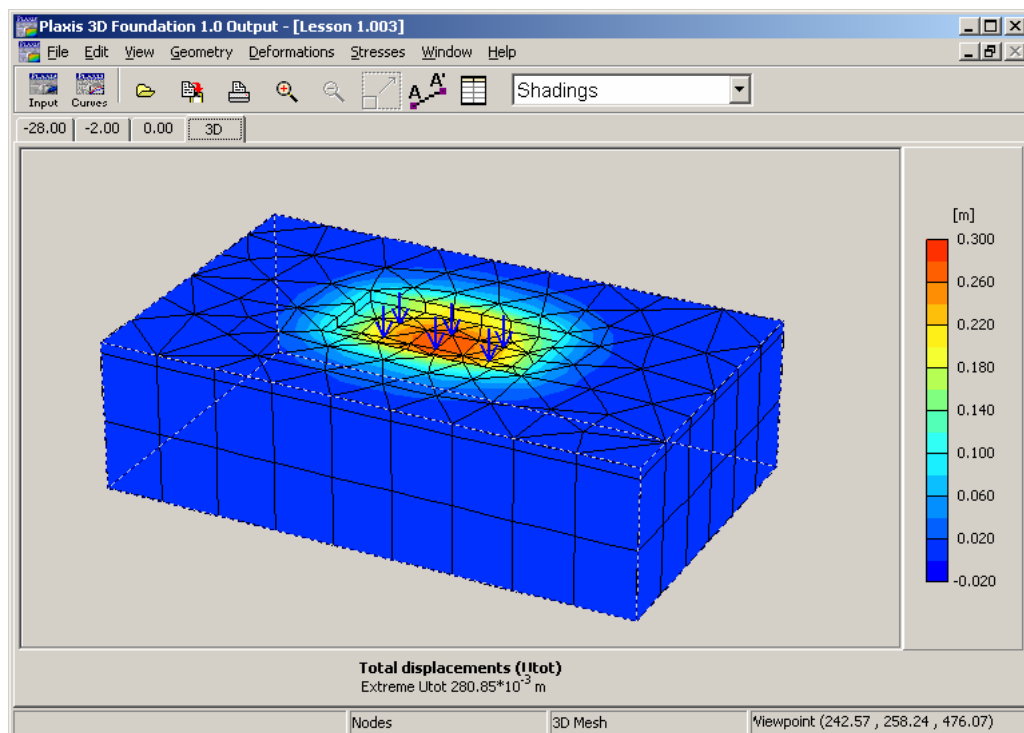 Plaxis 3D Foundation 1.0 Output - [Lesson 1.003]
File Edit View Geometry Deformations Stresses Window Help
Input Curves A A' Shadings
-28.00 -2.00 0.00 3D
[m]
0.300
0.260
0.220
0.180
0.140
0.100
0.060
0.020
-0.020
Total displacements (Utot)
Extreme Utot 280.85*10-3 m
Nodes 3D Mesh Viewpoint (242.57 , 258.24 , 476.07)